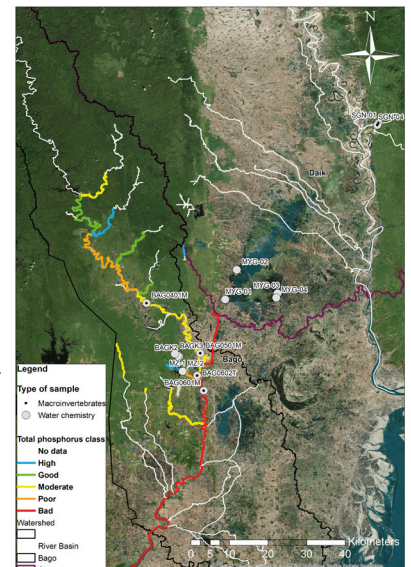 N
SGN-01
SGN-04
Daik
MYG-02
MYG-03
MYG-01
MYG-04
BAG0401M
BAGK2
BAGK3
BAG0501M
Bago
MZ-1
MZ-2
BAG0602T
BAG0601M
Legend
Type of sample
Macroinvertebrates
Water chemistry
Total phosphorus class
No data
High
Good
Moderate
Poor
Bad
Watershed
River Basin
Bago
Kilometers
0 5 10 20 30 40